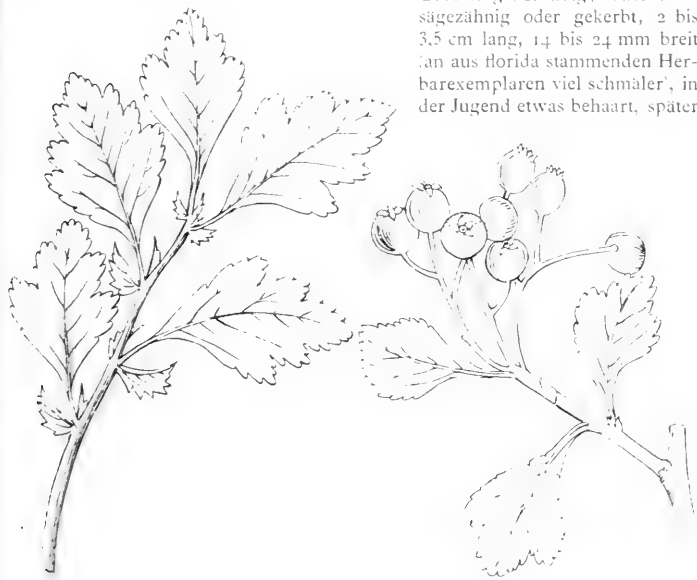 sägezähnig oder gekerbt, 2 bis
3,5 cm lang, 14 bis 24 mm breit
an aus florida stammenden Her-
barexemplaren viel schmäler', in
der Jugend etwas behaart, später